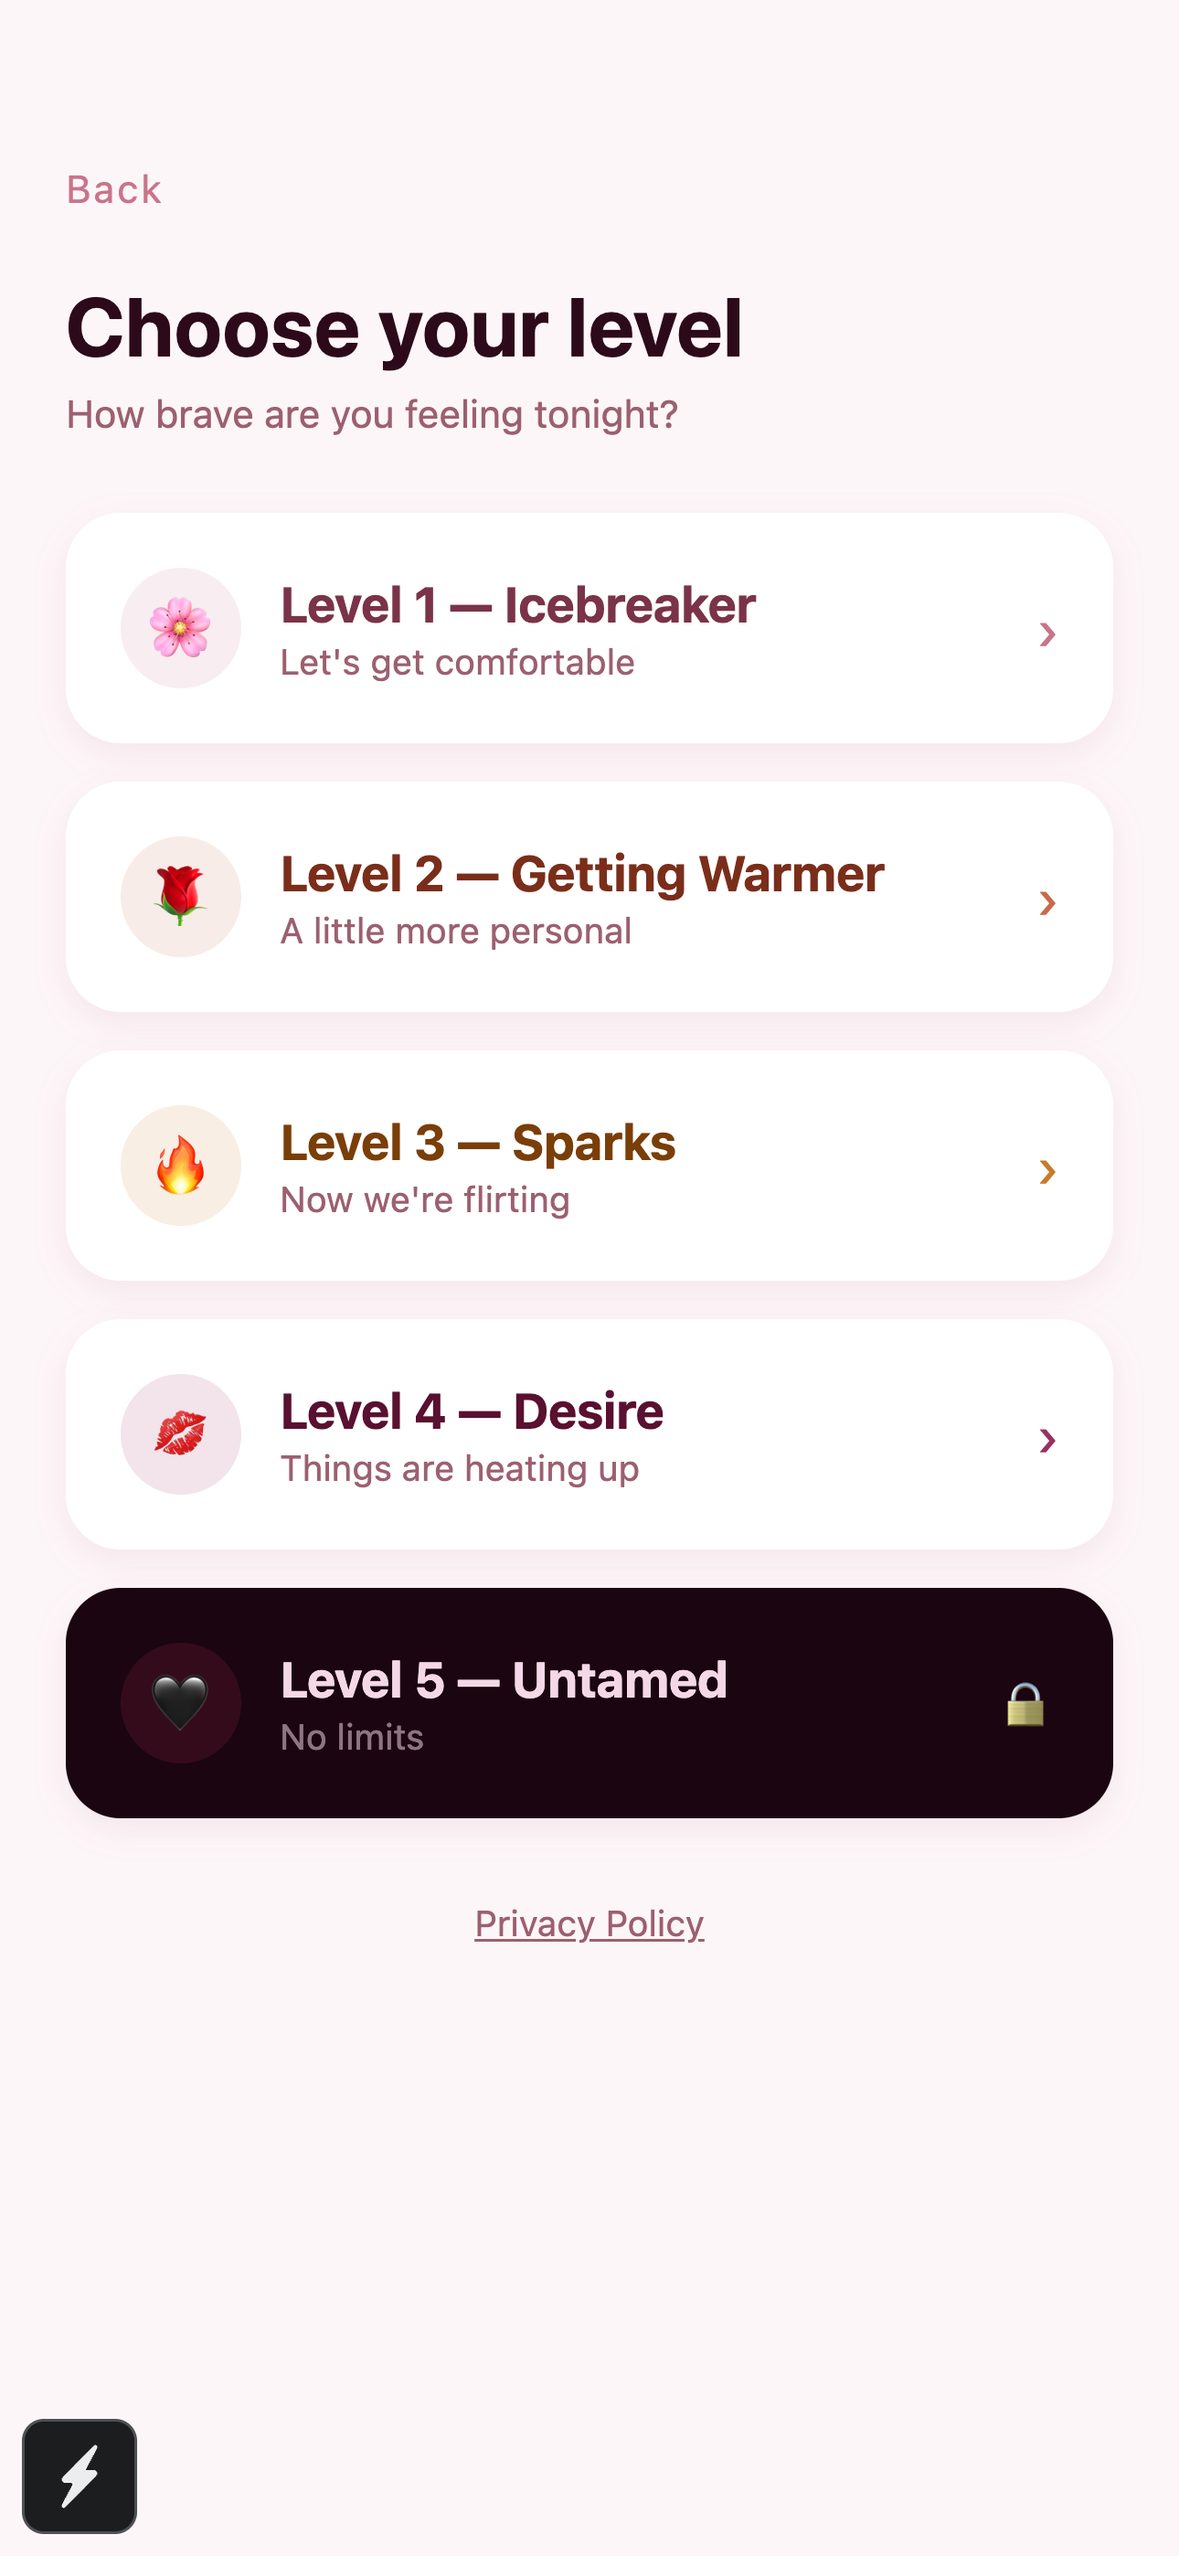 Back
Choose your level
How brave are you feeling tonight?
Level 1 — Icebreaker
Let's get comfortable
Level 2 — Getting Warmer
A little more personal
Level 3 — Sparks
Now we're flirting
Level 4 — Desire
Things are heating up
Level 5 — Untamed
No limits
Privacy Policy